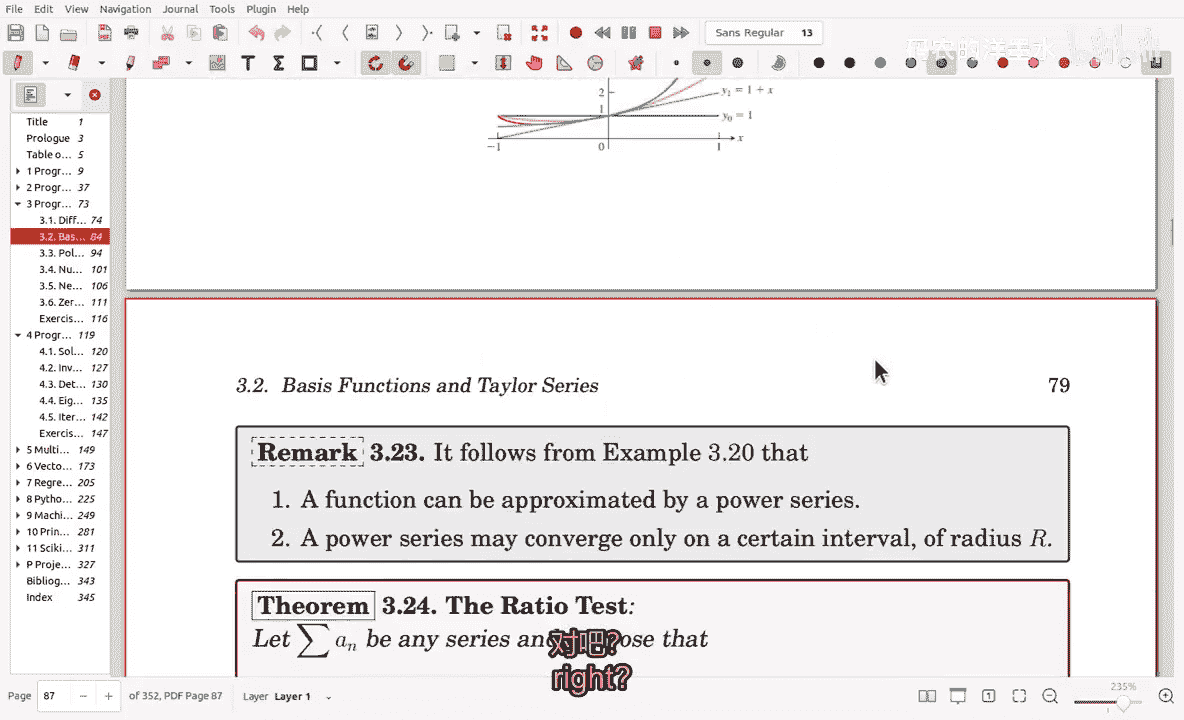 File Edit View Navigation Journal Tools Plugin Help
Sans Regular 13
Title 1
Prologue 3
Table o... 5
1 Progr... 9
2 Progr... 37
3 Progr... 73
3.1. Diff... 74
3.2. Bas... 84
3.3. Pol... 94
3.4. Nu... 101
3.5. Ne... 106
3.6. Zer... 111
Exercis... 116
4 Progr... 119
4.1. Sol... 120
4.2. Inv... 127
4.3. Det... 130
4.4. Eig... 135
4.5. Iter... 142
Exercis... 147
5 Multi... 149
6 Vecto... 173
7 Regre... 205
8 Pytho... 225
9 Machi... 249
10 Prin... 281
11 Sciki... 311
P Proje... 327
Bibliog... 343
Index 345
2
y₁ = 1 + x
1
y₀ = 1
x
−1 0 1
3.2. Basis Functions and Taylor Series 79
Remark 3.23. It follows from Example 3.20 that
1. A function can be approximated by a power series.
2. A power series may converge only on a certain interval, of radius R.
Theorem 3.24. The Ratio Test:
Let ∑ aₙ be any series and suppose that
对吧?
right?
Page 87 of 352, PDF Page 87 Layer Layer 1 235%